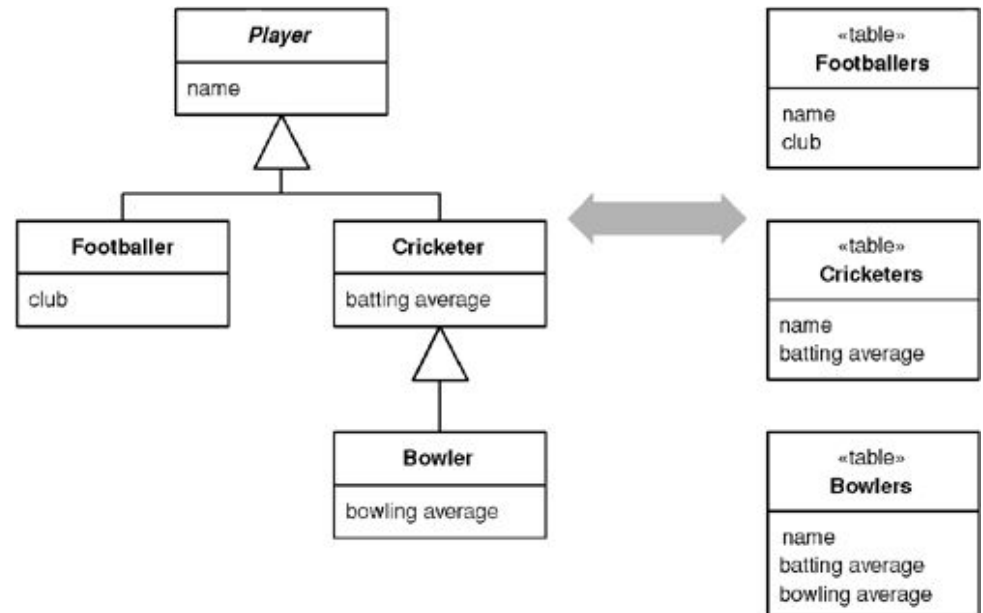 Player
name
Footballer
club
Cricketer
batting average
Bowler
bowling average
«table»
Footballers
name
club
«table»
Cricketers
name
batting average
«table»
Bowlers
name
batting average
bowling average